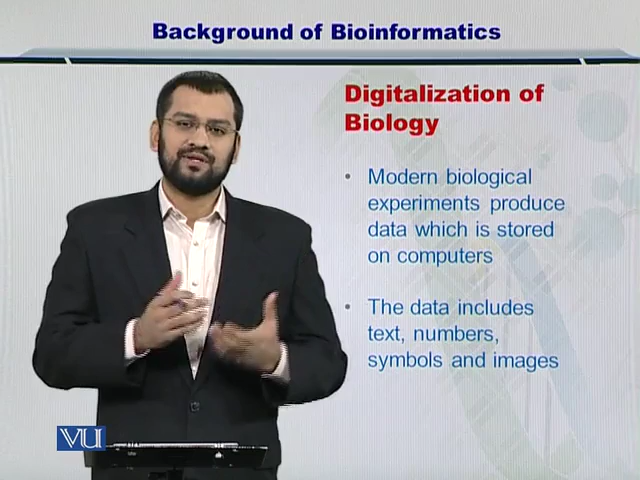 Background of Bioinformatics
Digitalization of
Biology
• Modern biological
experiments produce
data which is stored
on computers
• The data includes
text, numbers,
symbols and images
VU